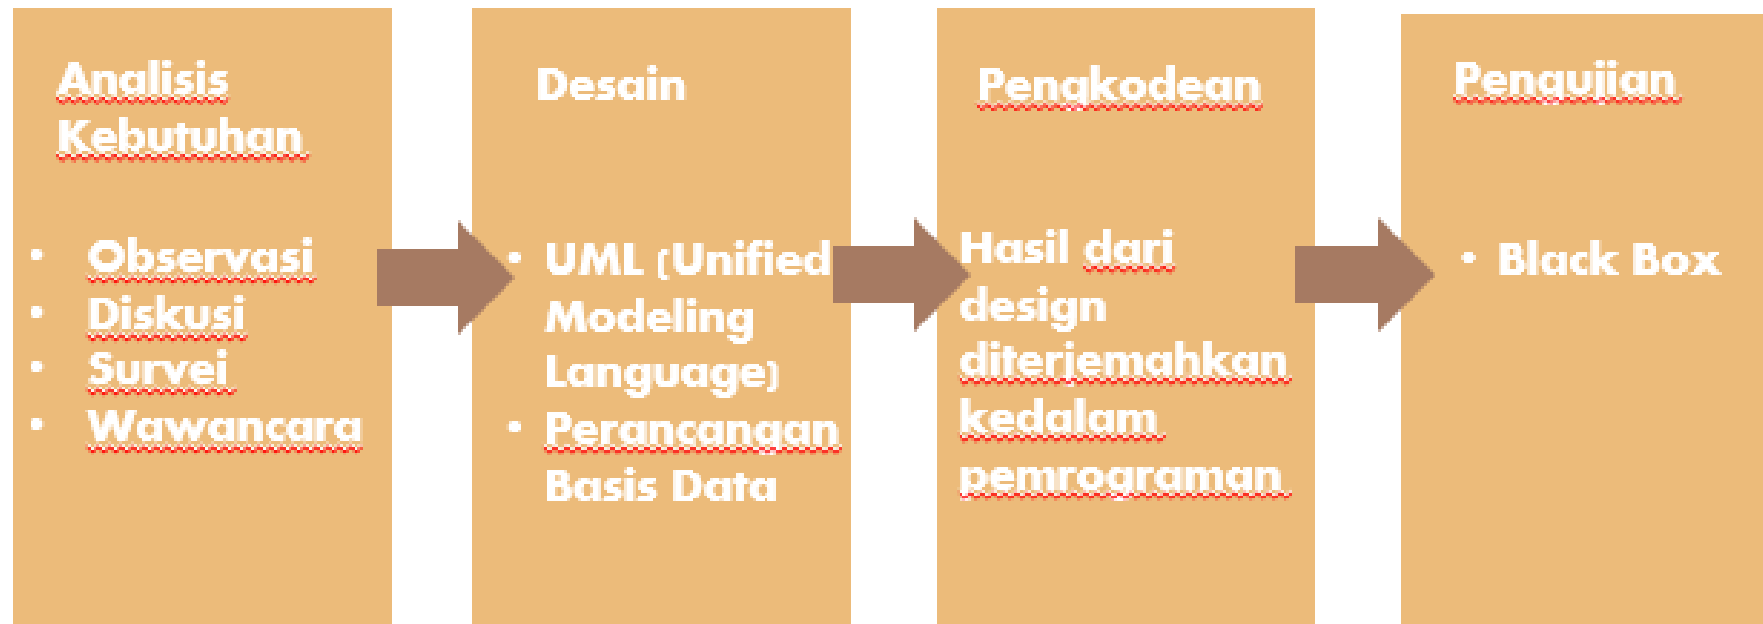 Analisis
Kebutuhan
• Observasi
• Diskusi
• Survei
• Wawancara
Desain
• UML (Unified
Modeling
Language)
• Perancangan
Basis Data
Pengkodean
Hasil dari
design
diterjemahkan
kedalam
pemrograman
Pengujian
• Black Box